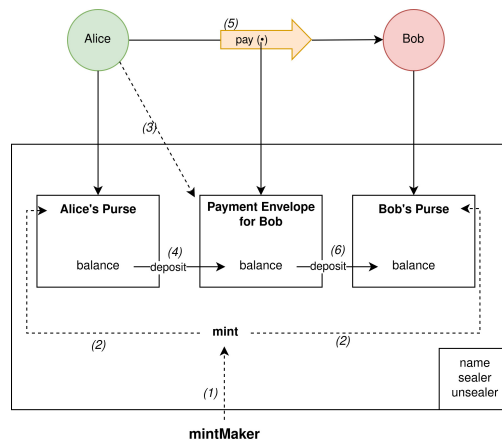 (5)
Alice
pay (•)
Bob
(3)
Alice's Purse
Payment Envelope
for Bob
Bob's Purse
(4)
(6)
balance
deposit
balance
deposit
balance
mint
(2)
(2)
name
sealer
unsealer
(1)
mintMaker